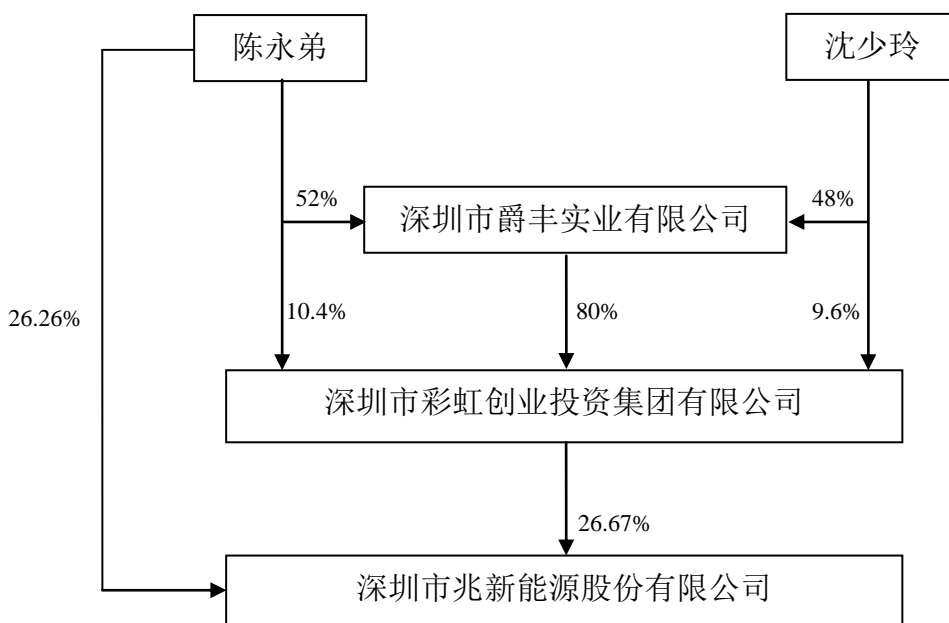 陈永弟
沈少玲
52%
48%
深圳市爵丰实业有限公司
26.26%
10.4%
80%
9.6%
深圳市彩虹创业投资集团有限公司
26.67%
深圳市兆新能源股份有限公司